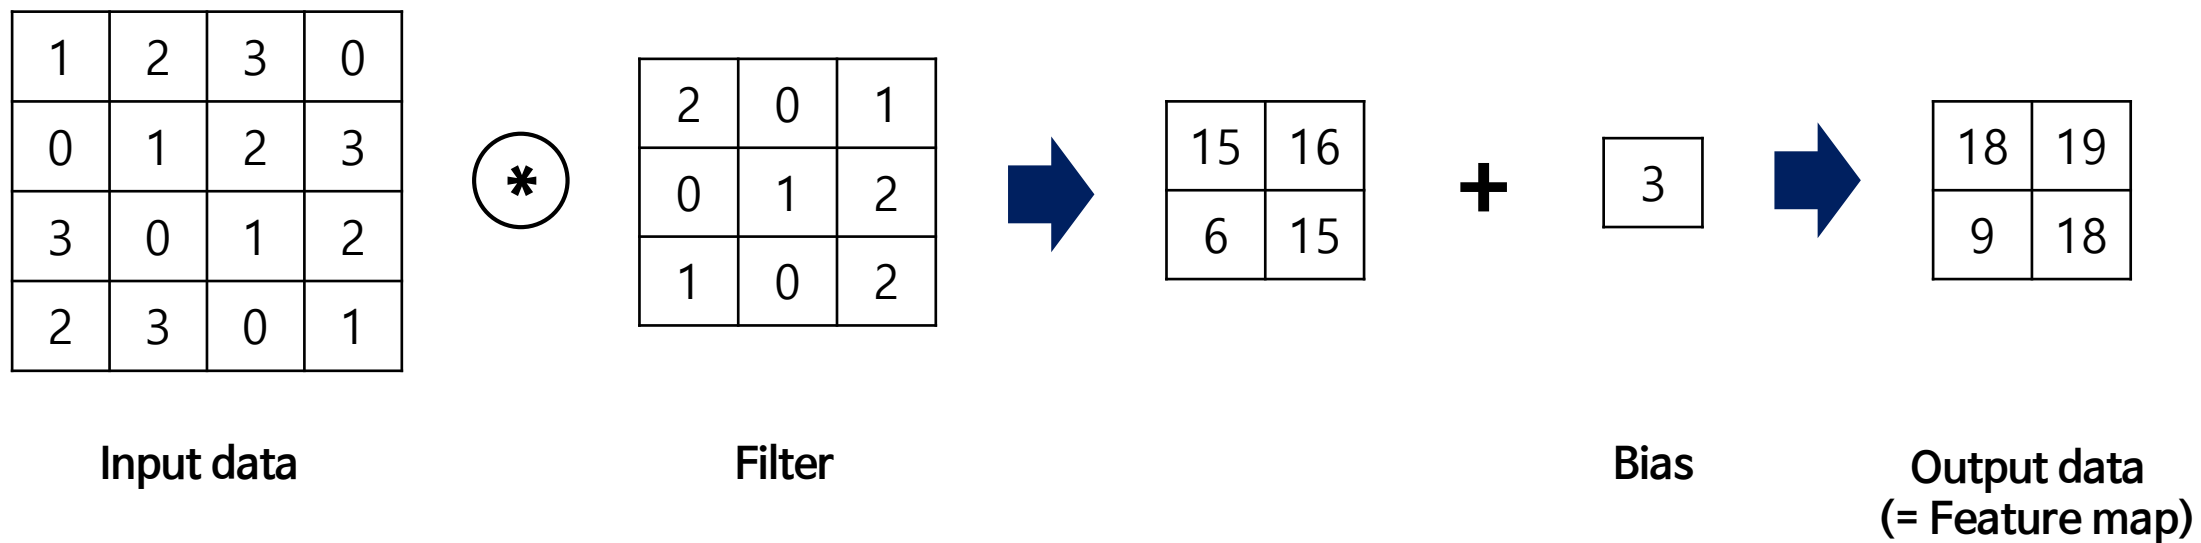 1 2 3 0
0 1 2 3
3 0 1 2
2 3 0 1
*
2 0 1
0 1 2
1 0 2
15 16
6 15
+
3
18 19
9 18
Input data
Filter
Bias
Output data
(= Feature map)